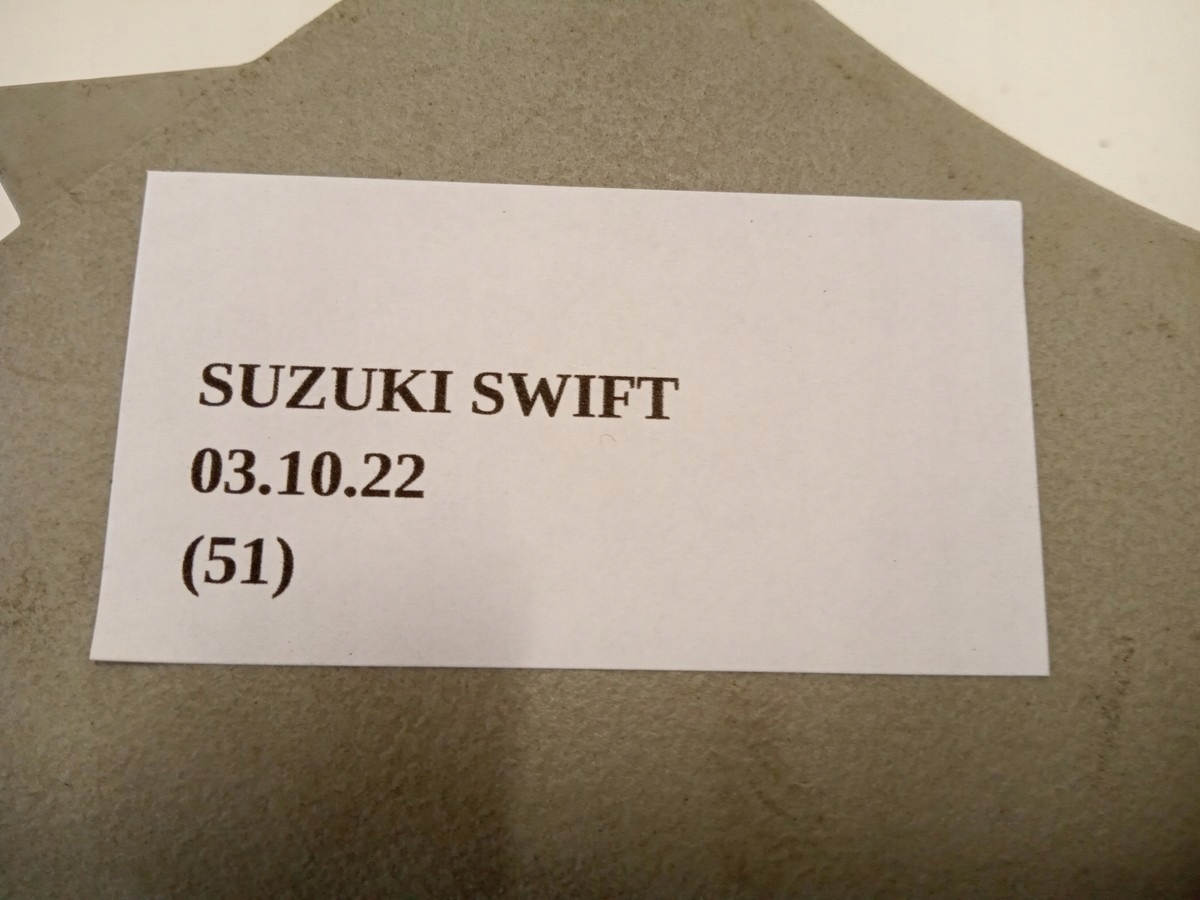 SUZUKI SWIFT
03.10.22
(51)